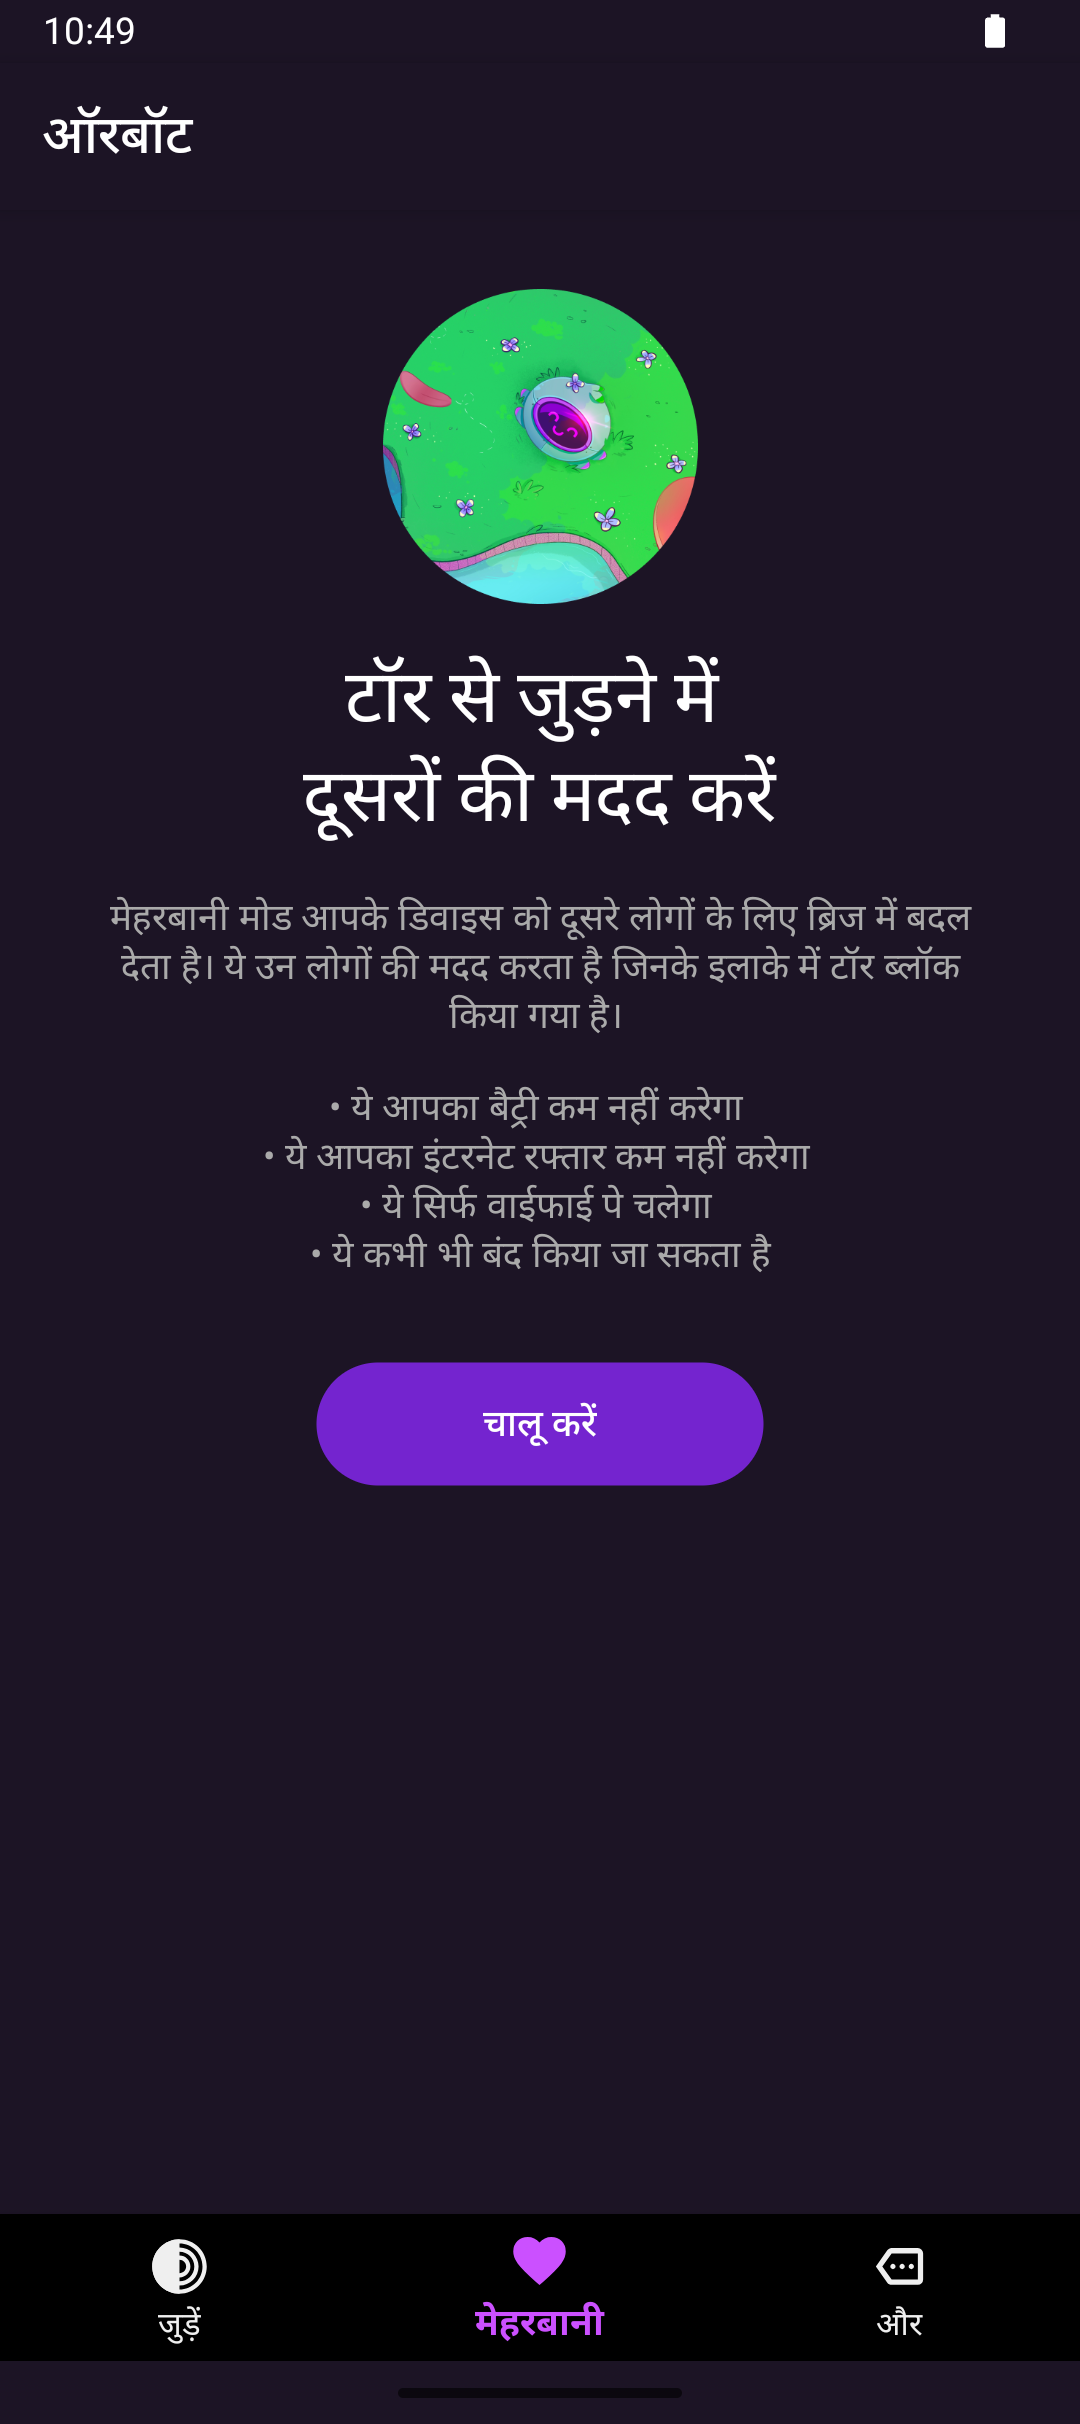 10:49
ऑरबॉट
टॉर से जुड़ने में
दूसरों की मदद करें
मेहरबानी मोड आपके डिवाइस को दूसरे लोगों के लिए ब्रिज में बदल
देता है। ये उन लोगों की मदद करता है जिनके इलाके में टॉर ब्लॉक
किया गया है।
• ये आपका बैट्री कम नहीं करेगा
• ये आपका इंटरनेट रफ्तार कम नहीं करेगा
• ये सिर्फ वाईफाई पे चलेगा
• ये कभी भी बंद किया जा सकता है
चालू करें
जुड़ें
मेहरबानी
और